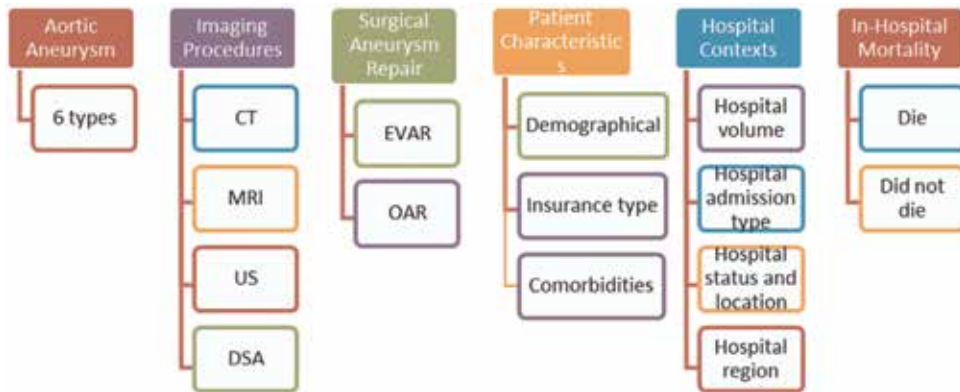 Aortic
Aneurysm
6 types
Imaging
Procedures
CT
MRI
US
DSA
Surgical
Aneurysm
Repair
EVAR
OAR
Patient
Characteristic
s
Demographical
Insurance type
Comorbidities
Hospital
Contexts
Hospital
volume
Hospital
admission
type
Hospital
status and
location
Hospital
region
In-Hospital
Mortality
Die
Did not
die